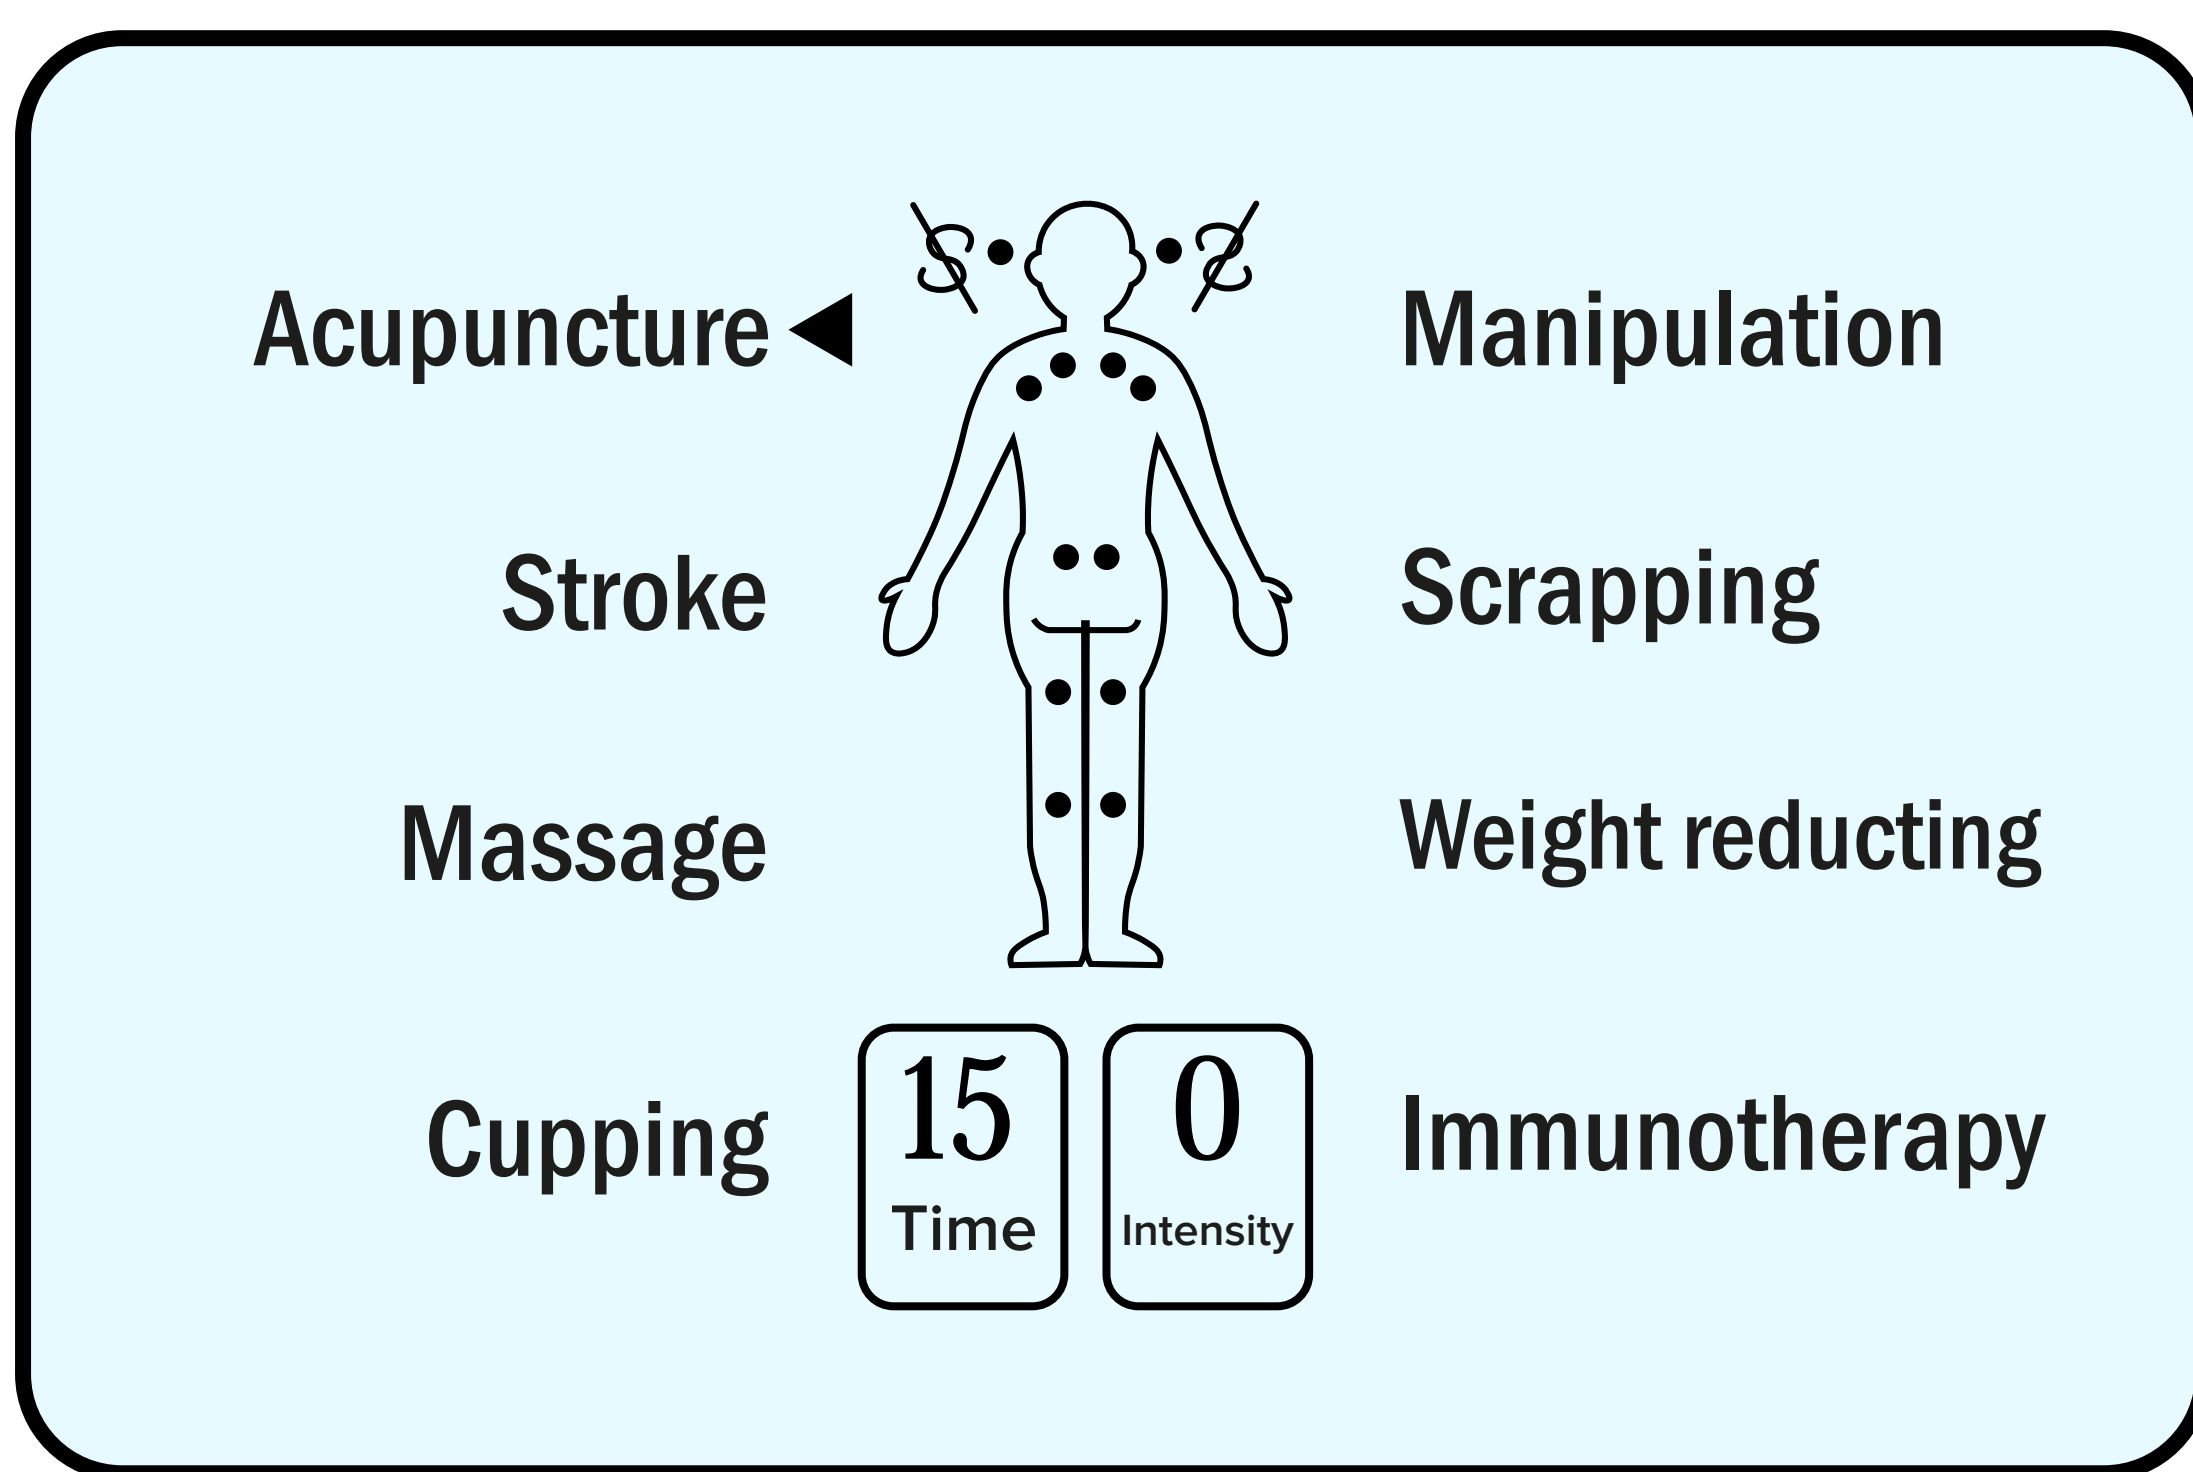 Acupuncture
Stroke
Massage
Cupping
Manipulation
Scrapping
Weight reducting
Immunotherapy
15
Time
0
Intensity